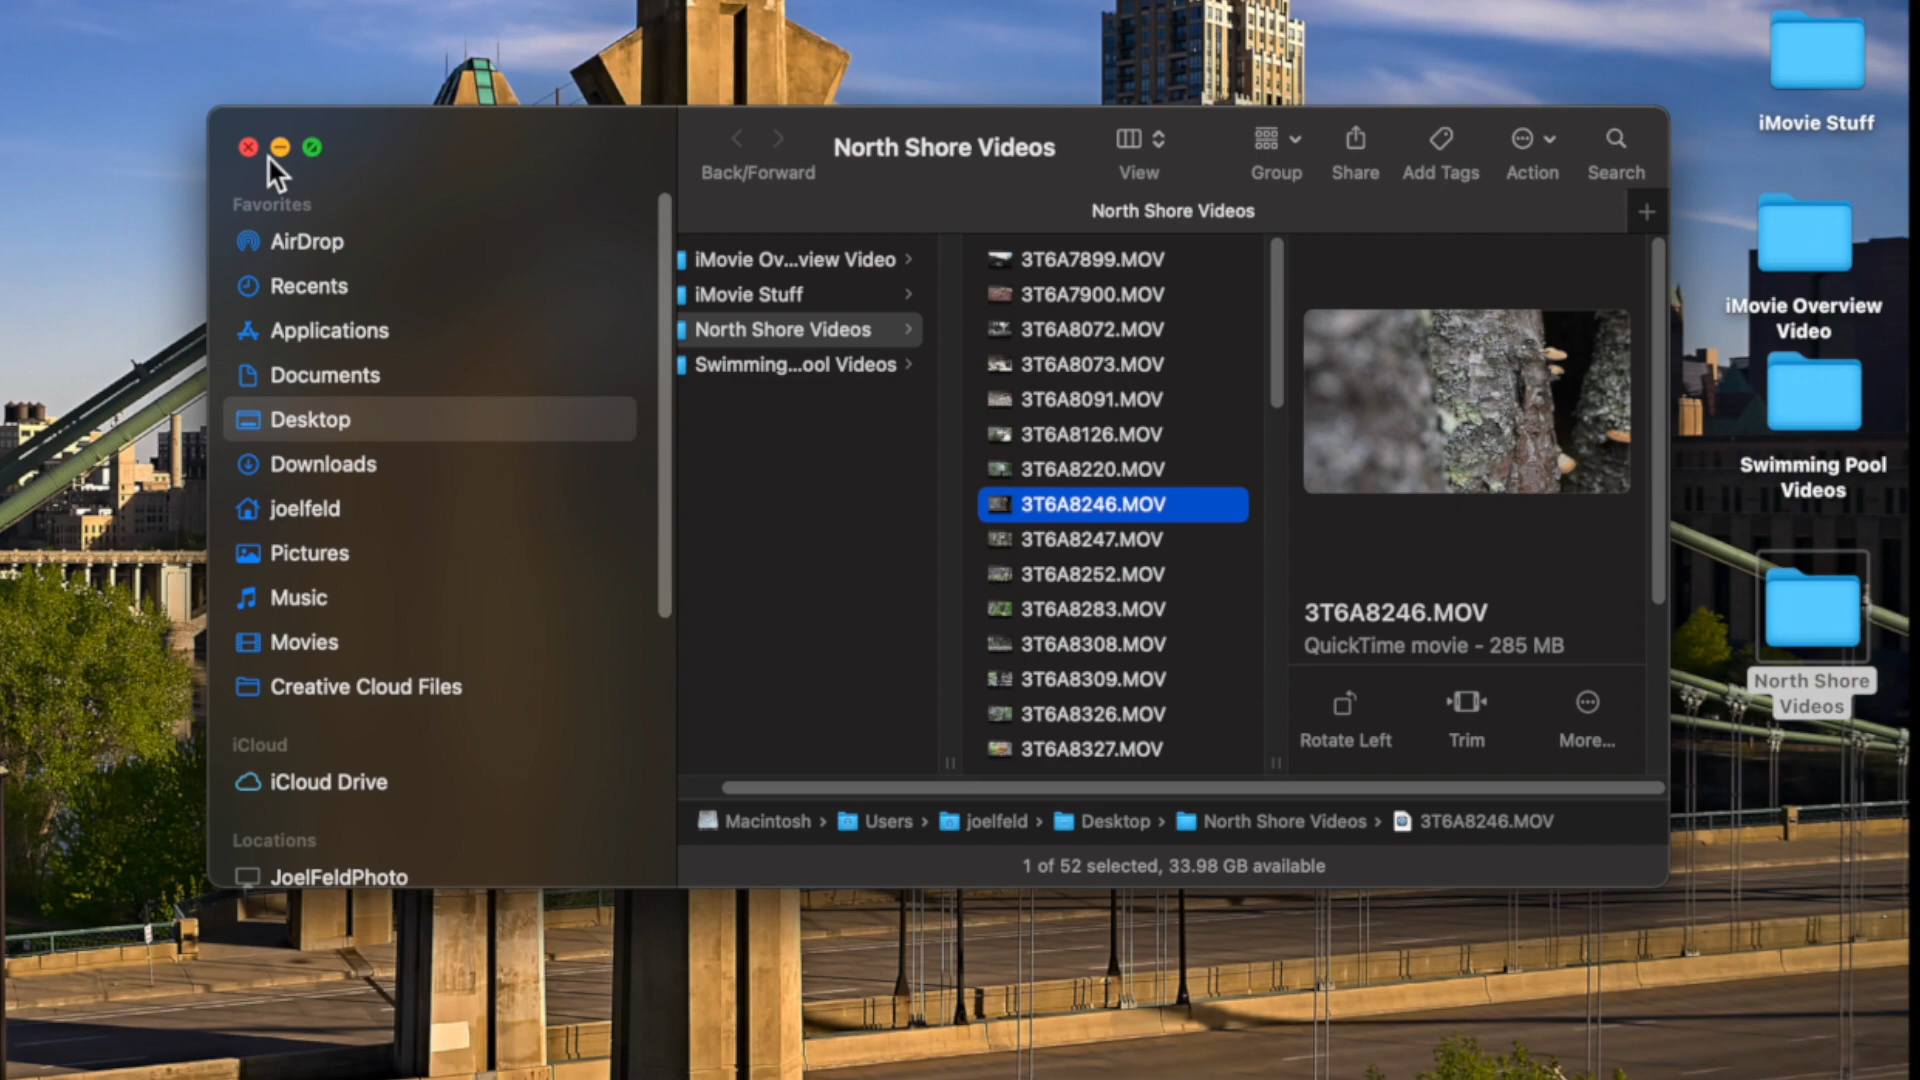 North Shore Videos
Back/Forward
View
Group
Share
Add Tags
Action
Search
North Shore Videos
Favorites
AirDrop
Recents
Applications
Documents
Desktop
Downloads
joelfeld
Pictures
Music
Movies
Creative Cloud Files
iCloud
iCloud Drive
Locations
JoelFeldPhoto
iMovie Ov...view Video
iMovie Stuff
North Shore Videos
Swimming...ool Videos
3T6A7899.MOV
3T6A7900.MOV
3T6A8072.MOV
3T6A8073.MOV
3T6A8091.MOV
3T6A8126.MOV
3T6A8220.MOV
3T6A8246.MOV
3T6A8247.MOV
3T6A8252.MOV
3T6A8283.MOV
3T6A8308.MOV
3T6A8309.MOV
3T6A8326.MOV
3T6A8327.MOV
3T6A8246.MOV
QuickTime movie - 285 MB
Rotate Left
Trim
More...
Macintosh › Users › joelfeld › Desktop › North Shore Videos › 3T6A8246.MOV
1 of 52 selected, 33.98 GB available
iMovie Stuff
iMovie Overview
Video
Swimming Pool
Videos
North Shore
Videos